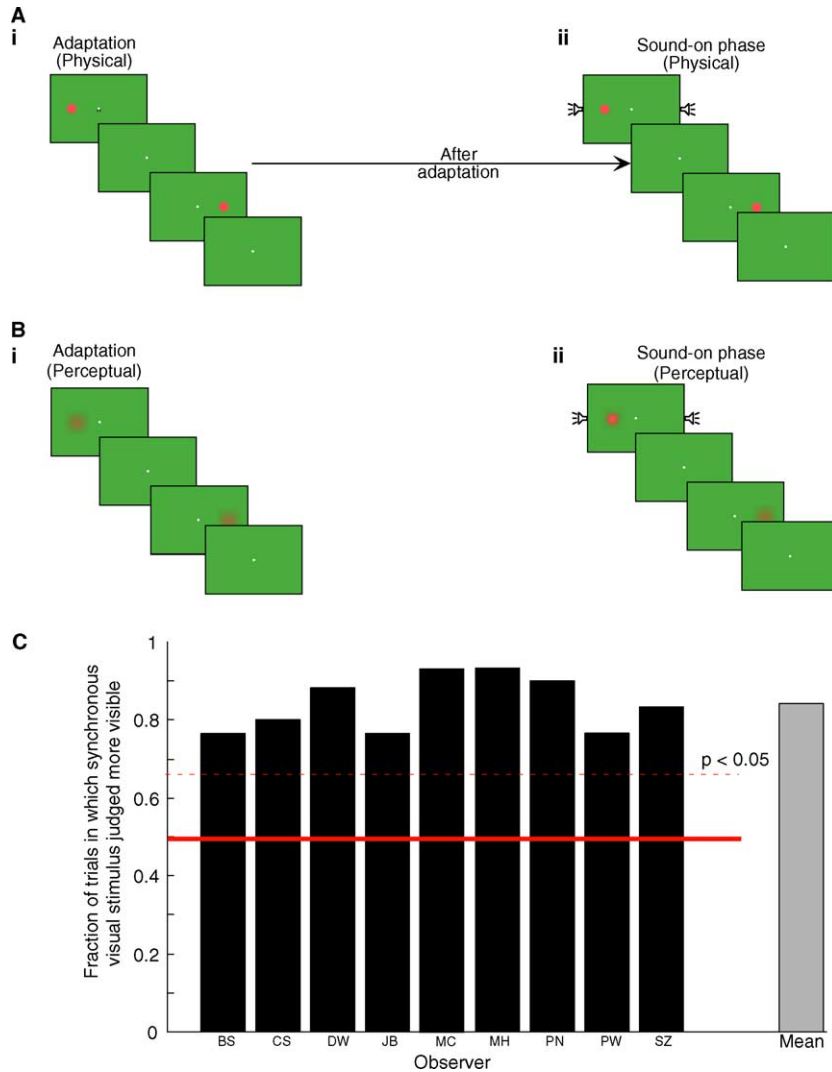 A
i
Adaptation
(Physical)
ii
Sound-on phase
(Physical)
After
adaptation
B
i
Adaptation
(Perceptual)
ii
Sound-on phase
(Perceptual)
C
Fraction of trials in which synchronous
visual stimulus judged more visible
1
0.8
0.6
0.4
0.2
0
p < 0.05
BS CS DW JB MC MH PN PW SZ Mean
Observer